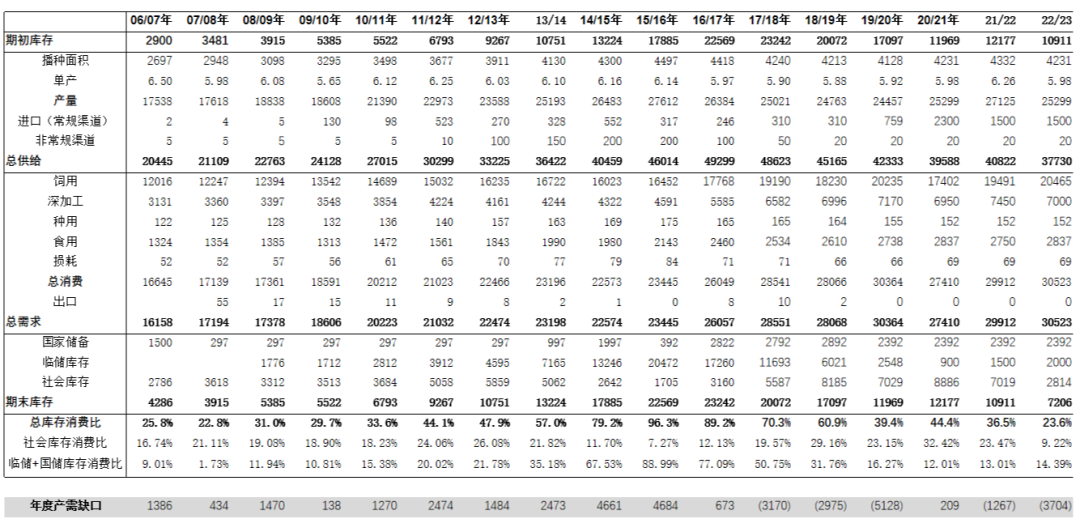 06/07年 07/08年 08/09年 09/10年 10/11年 11/12年 12/13年 13/14 14/15年 15/16年 16/17年 17/18年 18/19年 19/20年 20/21年 21/22 22/23
期初库存 2900 3481 3915 5385 5522 6793 9267 10751 13224 17885 22569 23242 20072 17097 11969 12177 10911
播种面积 2697 2948 3098 3295 3498 3677 3911 4130 4300 4497 4418 4240 4213 4128 4231 4332 4231
单产 6.50 5.98 6.08 5.65 6.12 6.25 6.03 6.10 6.16 6.14 5.97 5.90 5.88 5.92 5.98 6.26 5.98
产量 17538 17618 18838 18608 21390 22973 23588 25193 26483 27612 26384 25021 24763 24457 25299 27125 25299
进口（常规渠道） 2 4 5 130 98 523 270 328 552 317 246 310 310 759 2300 1500 1500
非常规渠道 5 5 5 5 5 10 100 150 200 200 100 50 20 20 20 20 20
总供给 20445 21109 22763 24128 27015 30299 33225 36422 40459 46014 49299 48623 45165 42333 39588 40822 37730
饲用 12016 12247 12394 13542 14689 15032 16235 16722 16023 16452 17768 19190 18230 20235 17402 19491 20465
深加工 3131 3360 3397 3548 3854 4224 4161 4244 4322 4591 5585 6582 6996 7170 6950 7450 7000
种用 122 125 128 132 136 140 157 163 169 175 165 165 164 155 152 152 152
食用 1324 1354 1385 1313 1472 1561 1843 1990 1980 2143 2460 2534 2610 2738 2837 2750 2837
损耗 52 52 57 56 61 65 70 77 79 84 71 71 66 66 69 69 69
总消费 16645 17139 17361 18591 20212 21023 22466 23196 22573 23445 26049 28541 28066 30364 27410 29912 30523
出口 55 17 15 11 9 8 2 1 0 8 10 2 0 0 0 0
总需求 16158 17194 17378 18606 20223 21032 22474 23198 22574 23445 26057 28551 28068 30364 27410 29912 30523
国家储备 1500 297 297 297 297 297 297 997 1997 392 2822 2792 2892 2392 2392 2392 2392
临储库存 1776 1712 2812 3912 4595 7165 13246 20472 17260 11693 6021 2548 900 1500 2000
社会库存 2786 3618 3312 3513 3684 5058 5859 5062 2642 1705 3160 5587 8185 7029 8886 7019 2814
期末库存 4286 3915 5385 5522 6793 9267 10751 13224 17885 22569 23242 20072 17097 11969 12177 10911 7206
总库存消费比 25.8% 22.8% 31.0% 29.7% 33.6% 44.1% 47.9% 57.0% 79.2% 96.3% 89.2% 70.3% 60.9% 39.4% 44.4% 36.5% 23.6%
社会库存消费比 16.74% 21.11% 19.08% 18.90% 18.23% 24.06% 26.08% 21.82% 11.70% 7.27% 12.13% 19.57% 29.16% 23.15% 32.42% 23.47% 9.22%
临储+国储库存消费比 9.01% 1.73% 11.94% 10.81% 15.38% 20.02% 21.78% 35.18% 67.53% 88.99% 77.09% 50.75% 31.76% 16.27% 12.01% 13.01% 14.39%
年度产需缺口 1386 434 1470 138 1270 2474 1484 2473 4661 4684 673 (3170) (2975) (5128) 209 (1267) (3704)